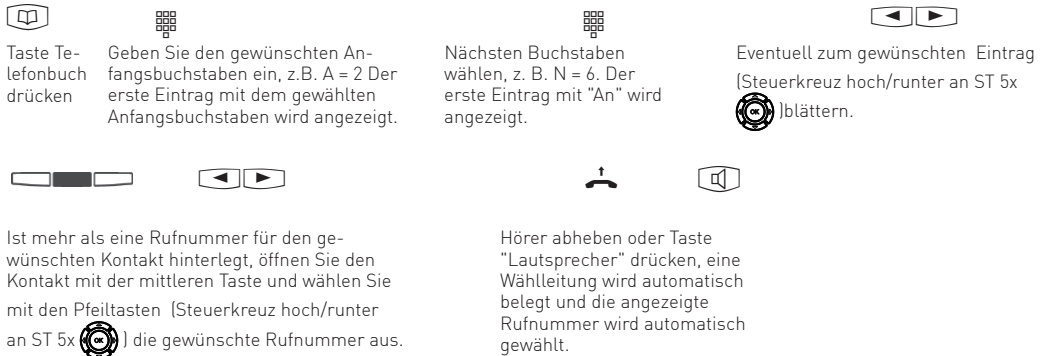 Taste Te-
lefonbuch
drücken
Geben Sie den gewünschten An-
fangsbuchstaben ein, z.B. A = 2 Der
erste Eintrag mit dem gewählten
Anfangsbuchstaben wird angezeigt.
Nächsten Buchstaben
wählen, z. B. N = 6. Der
erste Eintrag mit "An" wird
angezeigt.
Eventuell zum gewünschten Eintrag
(Steuerkreuz hoch/runter an ST 5x
OK )blättern.
Ist mehr als eine Rufnummer für den ge-
wünschten Kontakt hinterlegt, öffnen Sie den
Kontakt mit der mittleren Taste und wählen Sie
mit den Pfeiltasten (Steuerkreuz hoch/runter
an ST 5x OK ) die gewünschte Rufnummer aus.
Hörer abheben oder Taste
"Lautsprecher" drücken, eine
Wählleitung wird automatisch
belegt und die angezeigte
Rufnummer wird automatisch
gewählt.